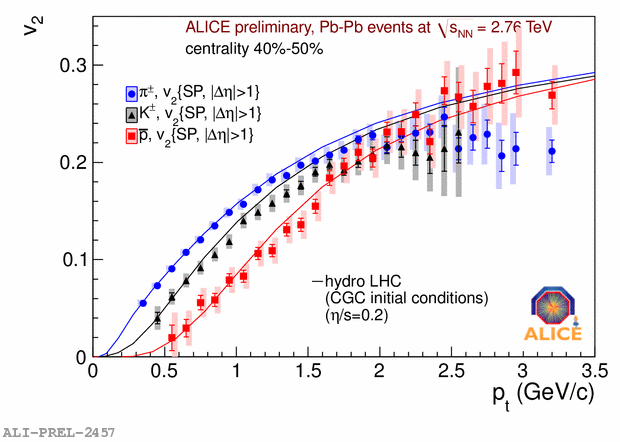 ALICE preliminary, Pb-Pb events at √sNN = 2.76 TeV
centrality 40%-50%
π±, v2{SP, |Δη|>1}
K±, v2{SP, |Δη|>1}
p̅, v2{SP, |Δη|>1}
hydro LHC
(CGC initial conditions)
(η/s=0.2)
ALICE
v2
0.3
0.2
0.1
0
0 0.5 1 1.5 2 2.5 3 3.5
pt (GeV/c)
ALI-PREL-2457